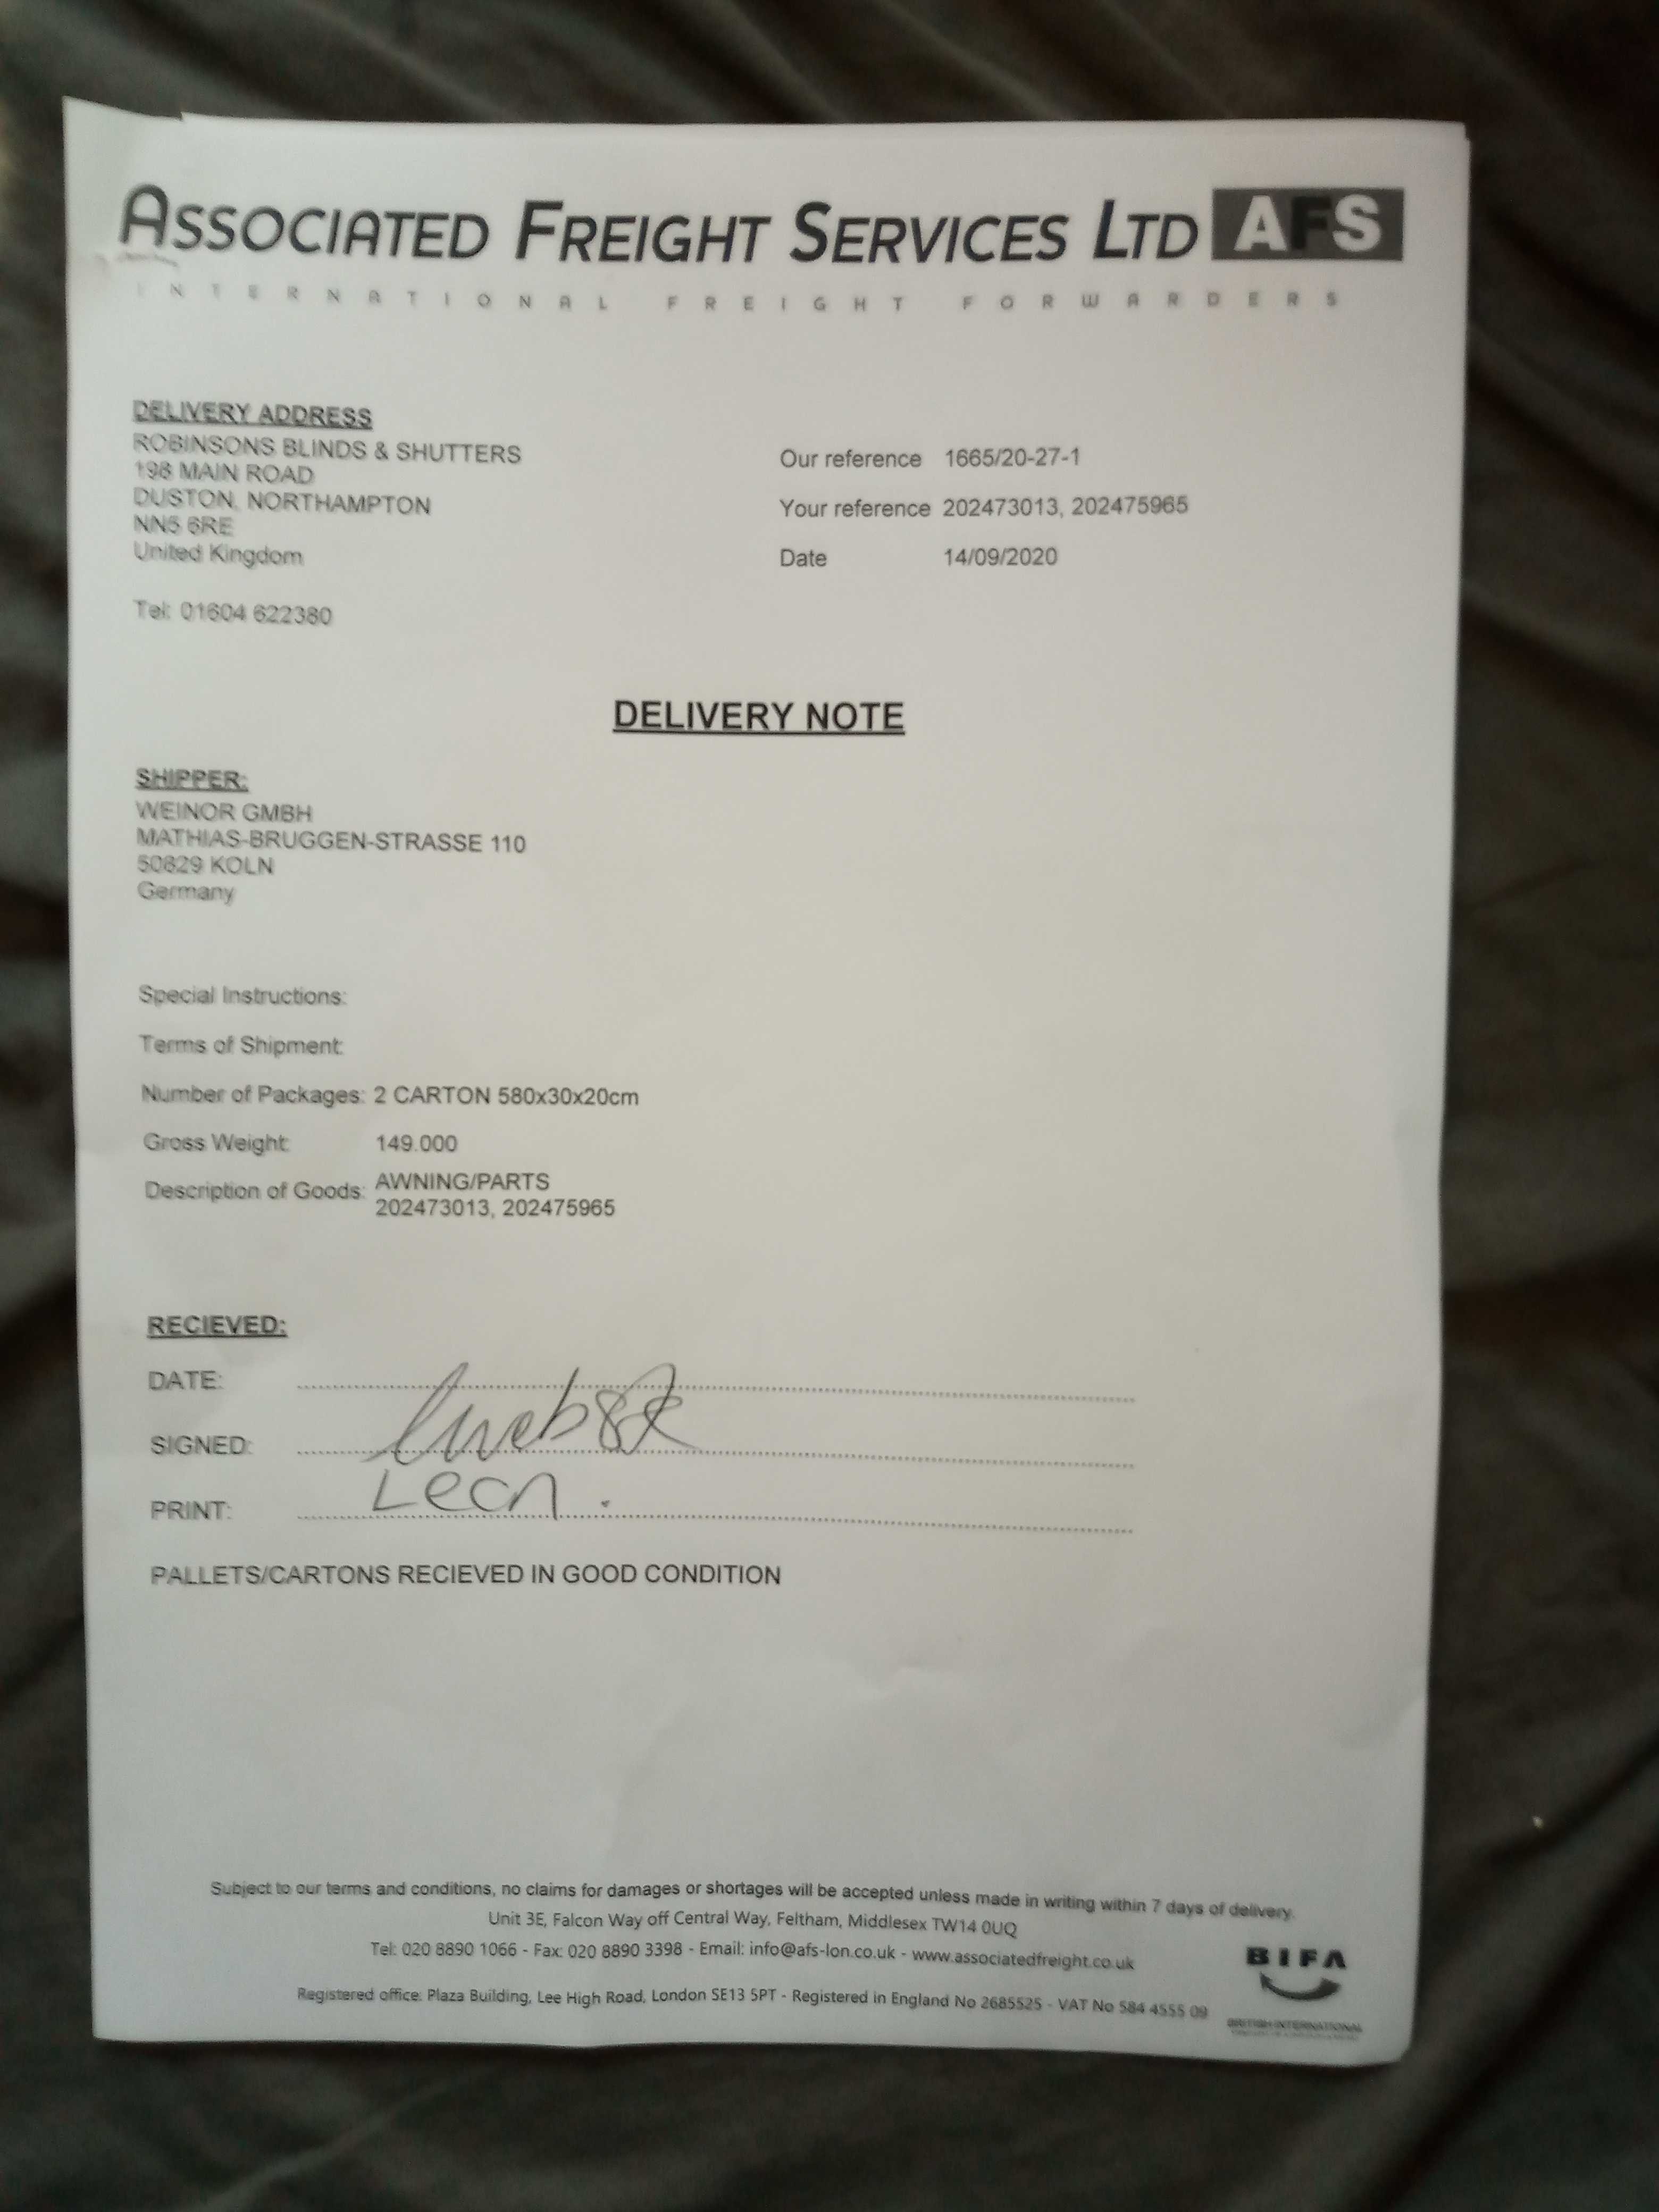 ASSOCIATED FREIGHT SERVICES LTD AFS
INTERNATIONAL FREIGHT FORWARDERS
DELIVERY ADDRESS
ROBINSONS BLINDS & SHUTTERS
198 MAIN ROAD
DUSTON, NORTHAMPTON
NN5 6RE
United Kingdom
Tel: 01604 622380
Our reference 1665/20-27-1
Your reference 202473013, 202475965
Date 14/09/2020
DELIVERY NOTE
SHIPPER:
WEINOR GMBH
MATHIAS-BRUGGEN-STRASSE 110
50829 KOLN
Germany
Special Instructions:
Terms of Shipment:
Number of Packages: 2 CARTON 580x30x20cm
Gross Weight: 149.000
Description of Goods: AWNING/PARTS
202473013, 202475965
RECIEVED:
DATE:
SIGNED:
PRINT:
PALLETS/CARTONS RECIEVED IN GOOD CONDITION
Subject to our terms and conditions, no claims for damages or shortages will be accepted unless made in writing within 7 days of delivery.
Unit 3E, Falcon Way off Central Way, Feltham, Middlesex TW14 0UQ
Tel: 020 8890 1066 - Fax: 020 8890 3398 - Email: info@afs-lon.co.uk - www.associatedfreight.co.uk
Registered office: Plaza Building, Lee High Road, London SE13 5PT - Registered in England No 2685525 - VAT No 584 4555 09
BIFA
BRITISH INTERNATIONAL